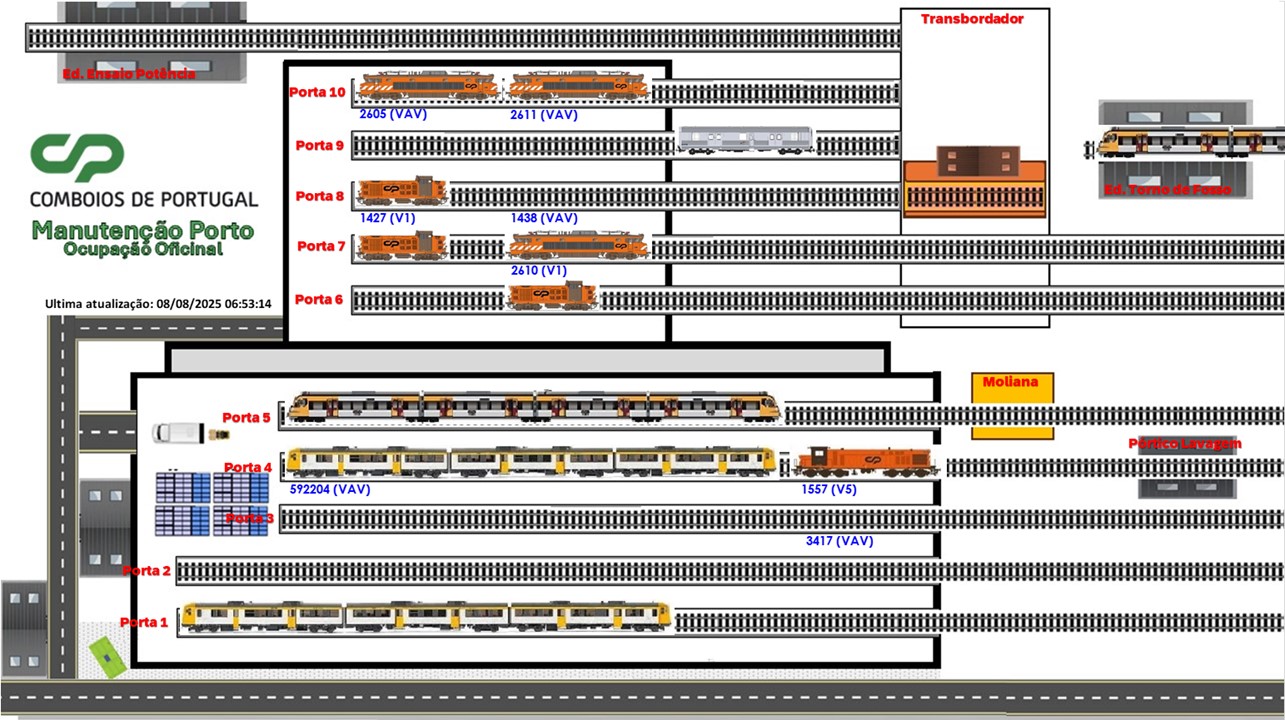 Transbordador
Ed. Ensaio Potência
Porta 10
2605 (VAV)
2611 (VAV)
Porta 9
COMBOIOS DE PORTUGAL
Manutenção Porto
Ocupação Oficinal
Ed. Torno de Fosso
Porta 8
1427 (V1)
1438 (VAV)
Porta 7
2610 (V1)
Ultima atualização: 08/08/2025 06:53:14
Porta 6
Moliana
Porta 5
Pórtico Lavagem
Porta 4
592204 (VAV)
1557 (V5)
Porta 3
3417 (VAV)
Porta 2
Porta 1